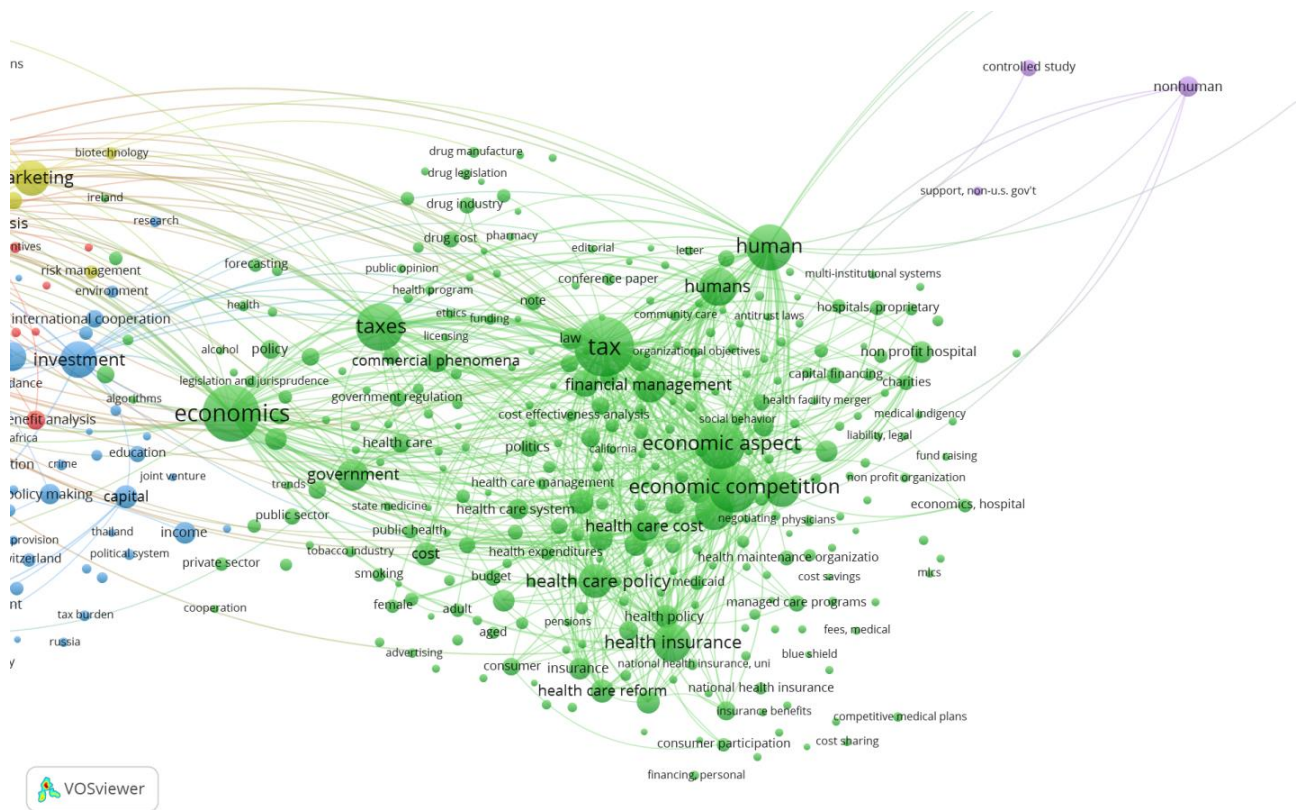 ns
controlled study
nonhuman
biotechnology
drug manufacture
drug legislation
arketing
ireland
support, non-u.s. gov't
sis
research
drug industry
drug cost
pharmacy
editorial
letter
human
ntives
risk management
forecasting
public opinion
conference paper
multi-institutional systems
environment
health program
humans
health
note
hospitals, proprietary
international cooperation
ethics
funding
community care
antitrust laws
taxes
licensing
law
tax
organizational objectives
alcohol
policy
investment
commercial phenomena
non profit hospital
dance
legislation and jurisprudence
financial management
capital financing
charities
algorithms
government regulation
health facility merger
economics
cost effectiveness analysis
social behavior
medical indigency
enefit analysis
africa
health care
politics
california
economic aspect
liability, legal
tion
crime
education
fund raising
joint venture
government
trends
health care management
economic competition
non profit organization
policy making
capital
state medicine
health care system
economics, hospital
public sector
negotiating
physicians
thailand
income
public health
health care cost
provision
political system
tobacco industry
cost
health expenditures
health maintenance organizatio
witzerland
private sector
smoking
budget
health care policy
medicaid
cost savings
mlcs
nt
cooperation
female
adult
managed care programs
tax burden
pensions
health policy
aged
fees, medical
russia
health insurance
advertising
blue shield
y
consumer
insurance
national health insurance, uni
health care reform
national health insurance
insurance benefits
competitive medical plans
consumer participation
cost sharing
financing, personal
VOSviewer